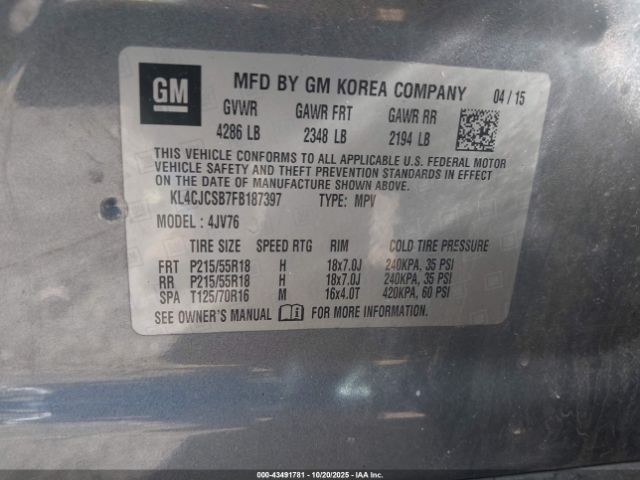 GM
MFD BY GM KOREA COMPANY 04 / 15
GVWR GAWR FRT GAWR RR
4286 LB 2348 LB 2194 LB
THIS VEHICLE CONFORMS TO ALL APPLICABLE U.S. FEDERAL MOTOR
VEHICLE SAFETY AND THEFT PREVENTION STANDARDS IN EFFECT
ON THE DATE OF MANUFACTURE SHOWN ABOVE.
KL4CJCSB7FB187397 TYPE: MPV
MODEL : 4JV76
TIRE SIZE SPEED RTG RIM COLD TIRE PRESSURE
FRT P215/55R18 H 18x7.0J 240KPA, 35 PSI
RR P215/55R18 H 18x7.0J 240KPA, 35 PSI
SPA T125/70R16 M 16x4.0T 420KPA, 60 PSI
SEE OWNER'S MANUAL FOR MORE INFORMATION.
000-43491781 - 10/20/2025 - IAA, Inc.